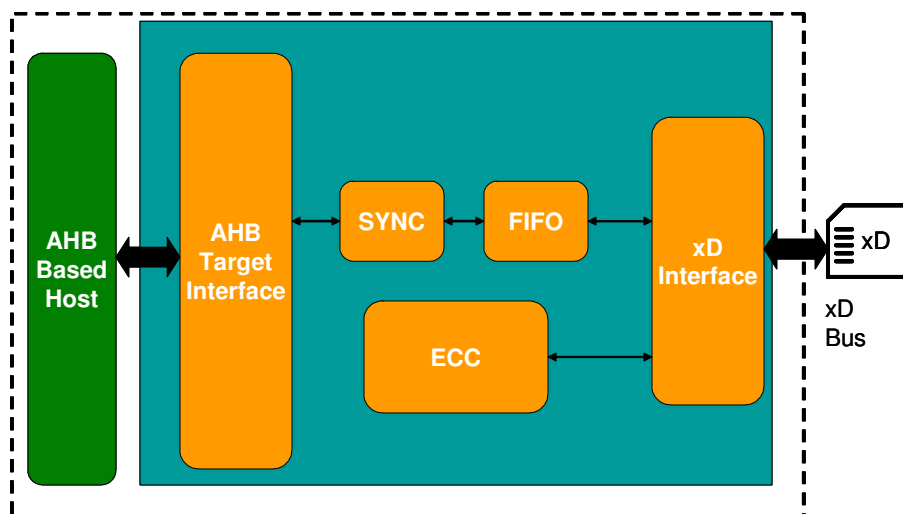 AHB
Based
Host
AHB
Target
Interface
SYNC
FIFO
ECC
xD
Interface
xD
xD
Bus